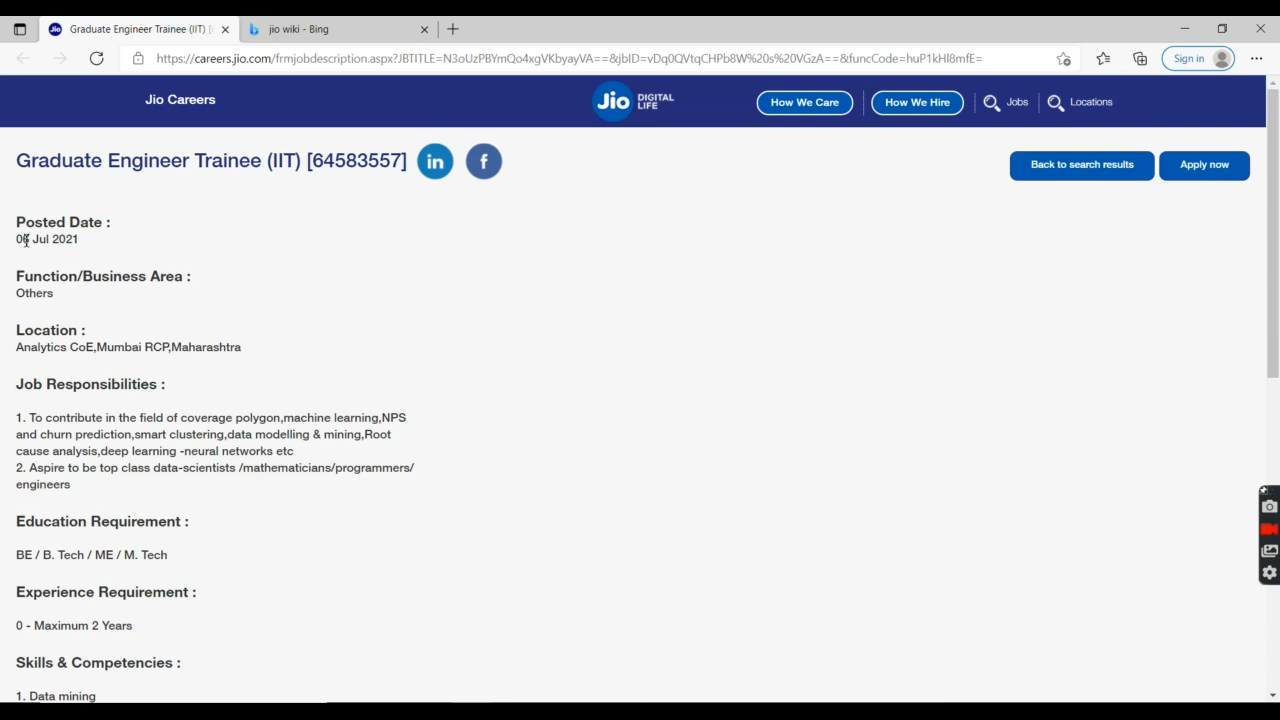 Graduate Engineer Trainee (IIT) [
jio wiki - Bing
https://careers.jio.com/frmjobdescription.aspx?JBTITLE=N3oUrPBYmQo4xgVKbyayVA==&jbID=vDq0QVtqCHPb8W%20s%20VGzA==&funcCode=huP1kHl8mfE=
Sign in
Jio Careers
Jio DIGITAL LIFE
How We Care
How We Hire
Jobs
Locations
Graduate Engineer Trainee (IIT) [64583557]
in
f
Back to search results
Apply now
Posted Date :
06 Jul 2021
Function/Business Area :
Others
Location :
Analytics CoE,Mumbai RCP,Maharashtra
Job Responsibilities :
1. To contribute in the field of coverage polygon,machine learning,NPS
and churn prediction,smart clustering,data modelling & mining,Root
cause analysis,deep learning -neural networks etc
2. Aspire to be top class data-scientists /mathematicians/programmers/
engineers
Education Requirement :
BE / B. Tech / ME / M. Tech
Experience Requirement :
0 - Maximum 2 Years
Skills & Competencies :
1. Data mining